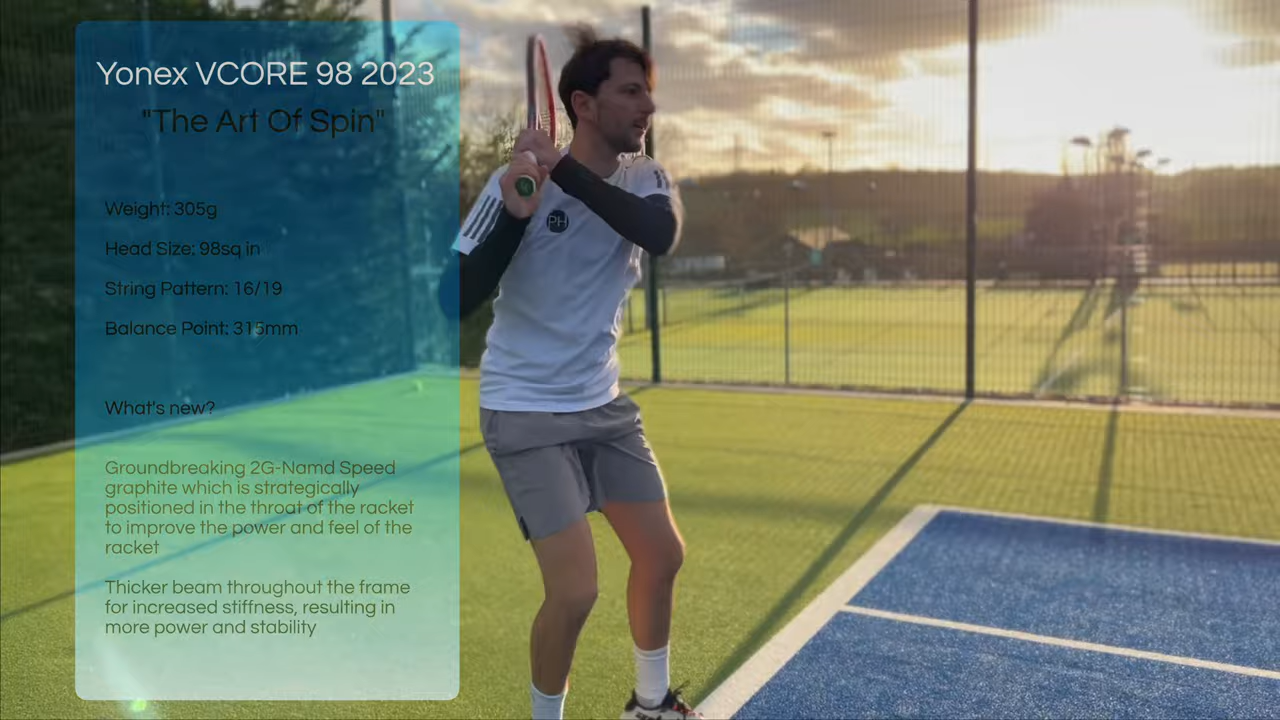 Yonex VCORE 98 2023
"The Art Of Spin"
Weight: 305g
Head Size: 98sq in
String Pattern: 16/19
Balance Point: 315mm
What's new?
Groundbreaking 2G-Namd Speed
graphite which is strategically
positioned in the throat of the racket
to improve the power and feel of the
racket
Thicker beam throughout the frame
for increased stiffness, resulting in
more power and stability
PH